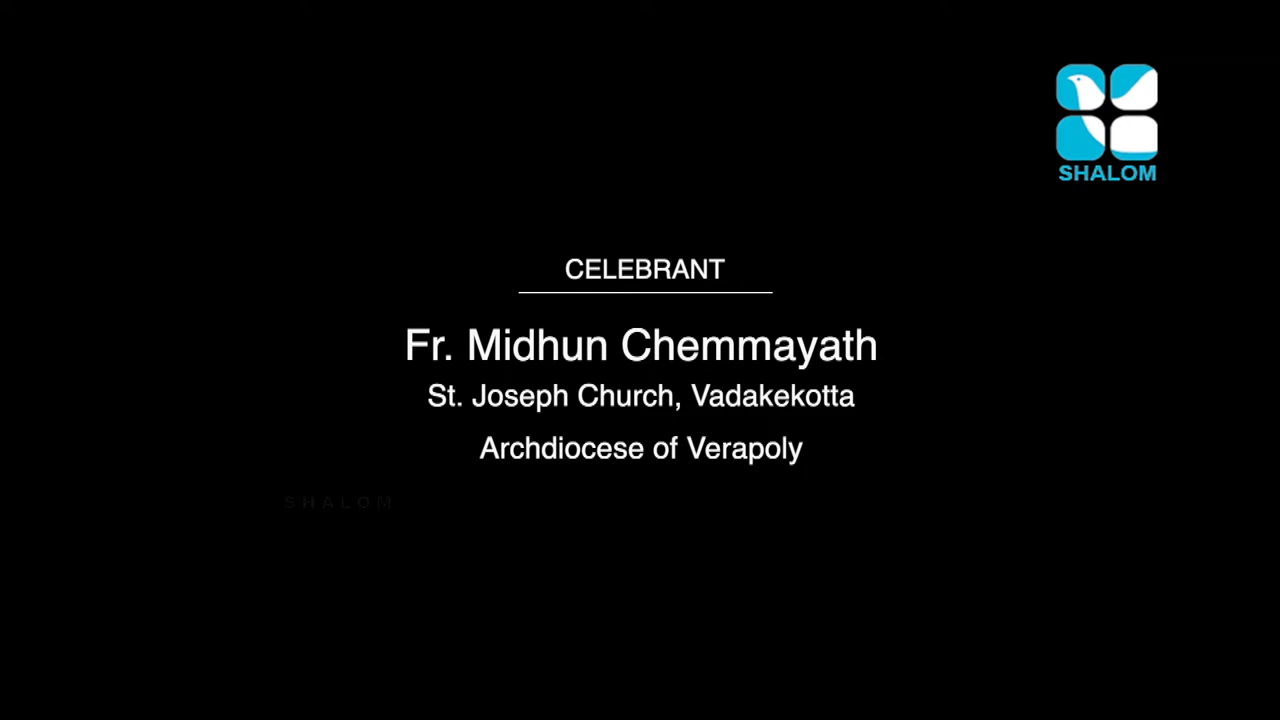 SHALOM
CELEBRANT
Fr. Midhun Chemmayath
St. Joseph Church, Vadakekotta
Archdiocese of Verapoly
SHALOM